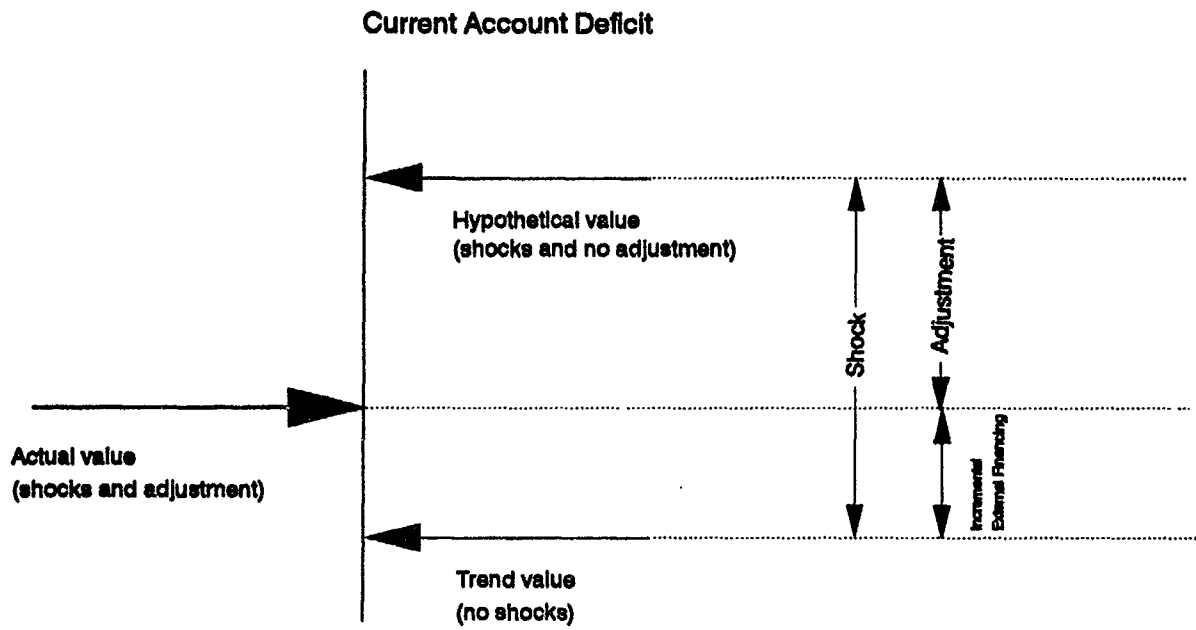 Current Account Deficit
Hypothetical value
(shocks and no adjustment)
Shock
Adjustment
Actual value
(shocks and adjustment)
Incremental
External Financing
Trend value
(no shocks)